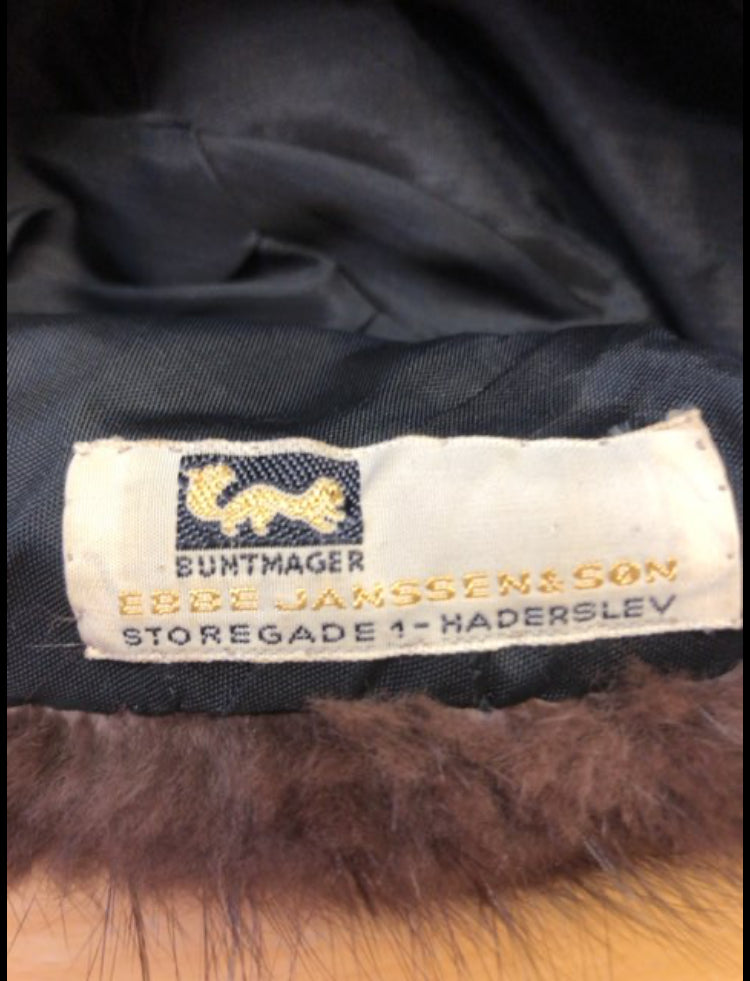 BUNTMAGER
EBBE JANSSEN & SØN
STOREGADE 1 - HADERSLEV